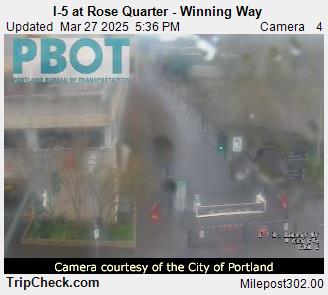 I-5 at Rose Quarter - Winning Way
Updated Mar 27 2025 5:36 PM Camera 4
PBOT
PORTLAND BUREAU OF TRANSPORTATION
Camera courtesy of the City of Portland
TripCheck.com Milepost302.00